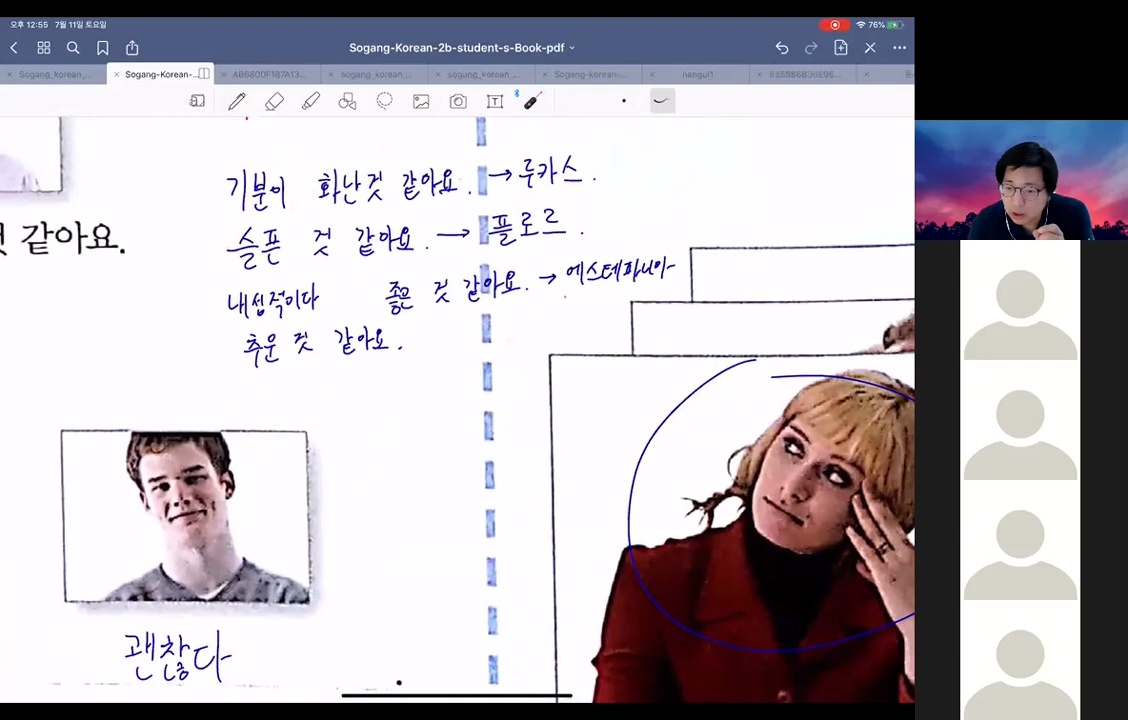 오후 12:55 7월 11일 토요일
76%
Sogang-Korean-2b-student-s-Book-pdf
Sogang_korean_...
Sogang-Korean-...
AB6800F187A13...
sogang_korean_...
sogang_korean_...
Sogang-Korean-...
hangul1
기분이 화난것 같아요. → 루카스.
것 같아요.
슬픈 것 같아요. → 플로르.
내성적이다 좋은 것 같아요. → 에스테파니아
추운 것 같아요.
괜찮다